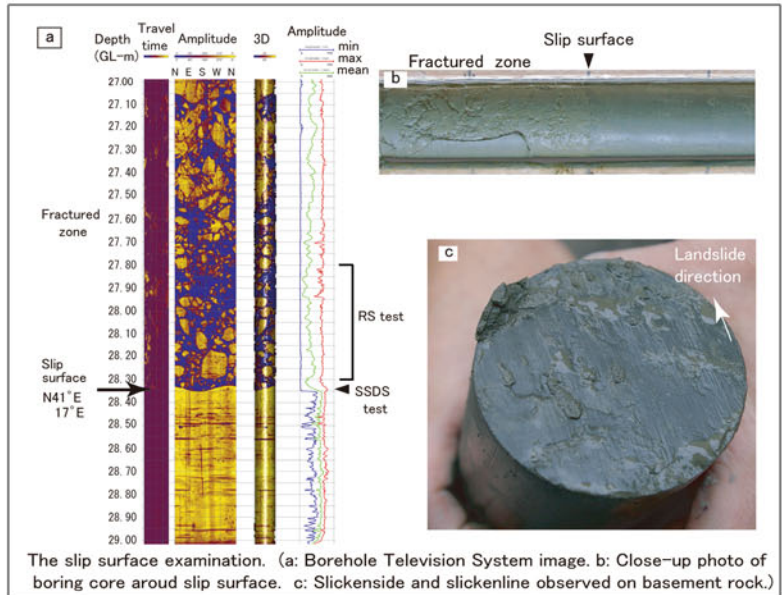 a
Depth
(GL-m)
Travel
time
Amplitude
N E S W N
3D
Amplitude
min
max
mean
27.00
27.10
27.20
27.30
27.40
27.50
27.60
27.70
27.80
27.90
28.00
28.10
28.20
28.30
28.40
28.50
28.60
28.70
28.80
28.90
29.00
Fractured
zone
Slip
surface
N41°E
17°E
RS test
SSDS
test
Slip surface
Fractured zone
b
c
Landslide
direction
The slip surface examination. (a: Borehole Television System image. b: Close-up photo of
boring core aroud slip surface. c: Slickenside and slickenline observed on basement rock.)